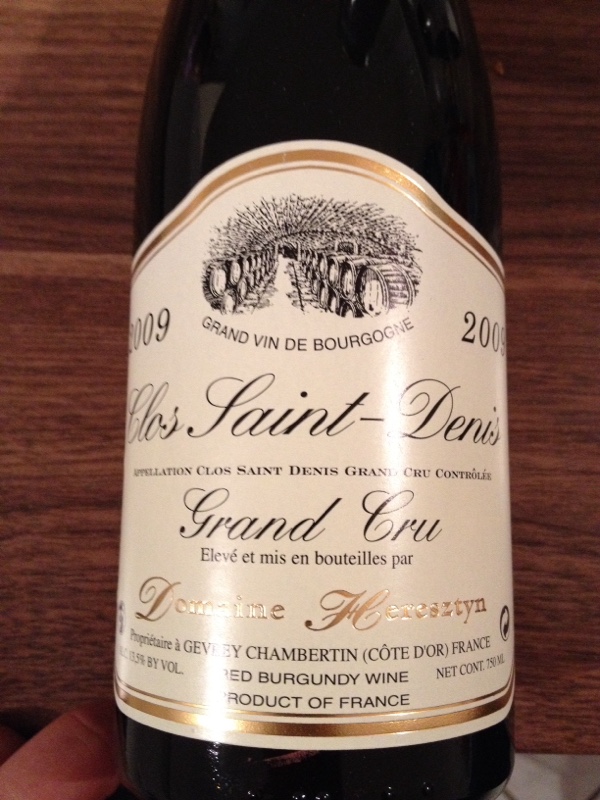 GRAND VIN DE BOURGOGNE
2009 2009
Clos Saint-Denis
APPELLATION CLOS SAINT DENIS GRAND CRU CONTRÔLÉE
Grand Cru
Elevé et mis en bouteilles par
Domaine Heresztyn
Propriétaire à GEVREY CHAMBERTIN (CÔTE D'OR) FRANCE
13,5% BY VOL. RED BURGUNDY WINE NET CONT. 750 ML
PRODUCT OF FRANCE